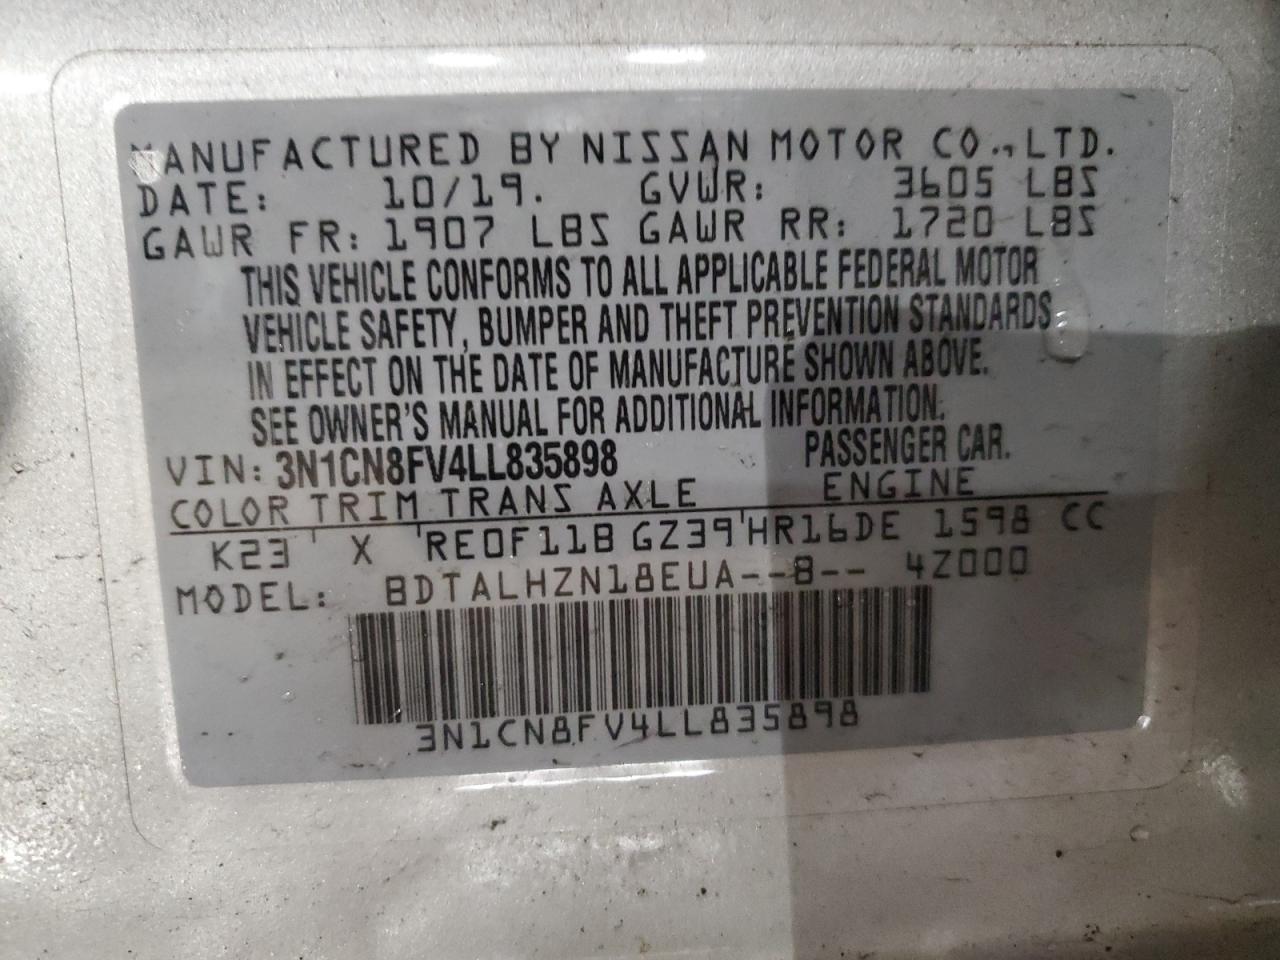 MANUFACTURED BY NISSAN MOTOR CO., LTD.
DATE: 10/19. GVWR: 3605 LBS
GAWR FR: 1907 LBS GAWR RR: 1720 LBS
THIS VEHICLE CONFORMS TO ALL APPLICABLE FEDERAL MOTOR
VEHICLE SAFETY, BUMPER AND THEFT PREVENTION STANDARDS
IN EFFECT ON THE DATE OF MANUFACTURE SHOWN ABOVE.
SEE OWNER'S MANUAL FOR ADDITIONAL INFORMATION.
VIN: 3N1CN8FV4LL835898 PASSENGER CAR.
COLOR TRIM TRANS AXLE ENGINE
K23 X RE0F11B GZ39 HR16DE 1598 CC
MODEL: BDTALHZN18EUA--B-- 4Z000
3N1CN8FV4LL835898